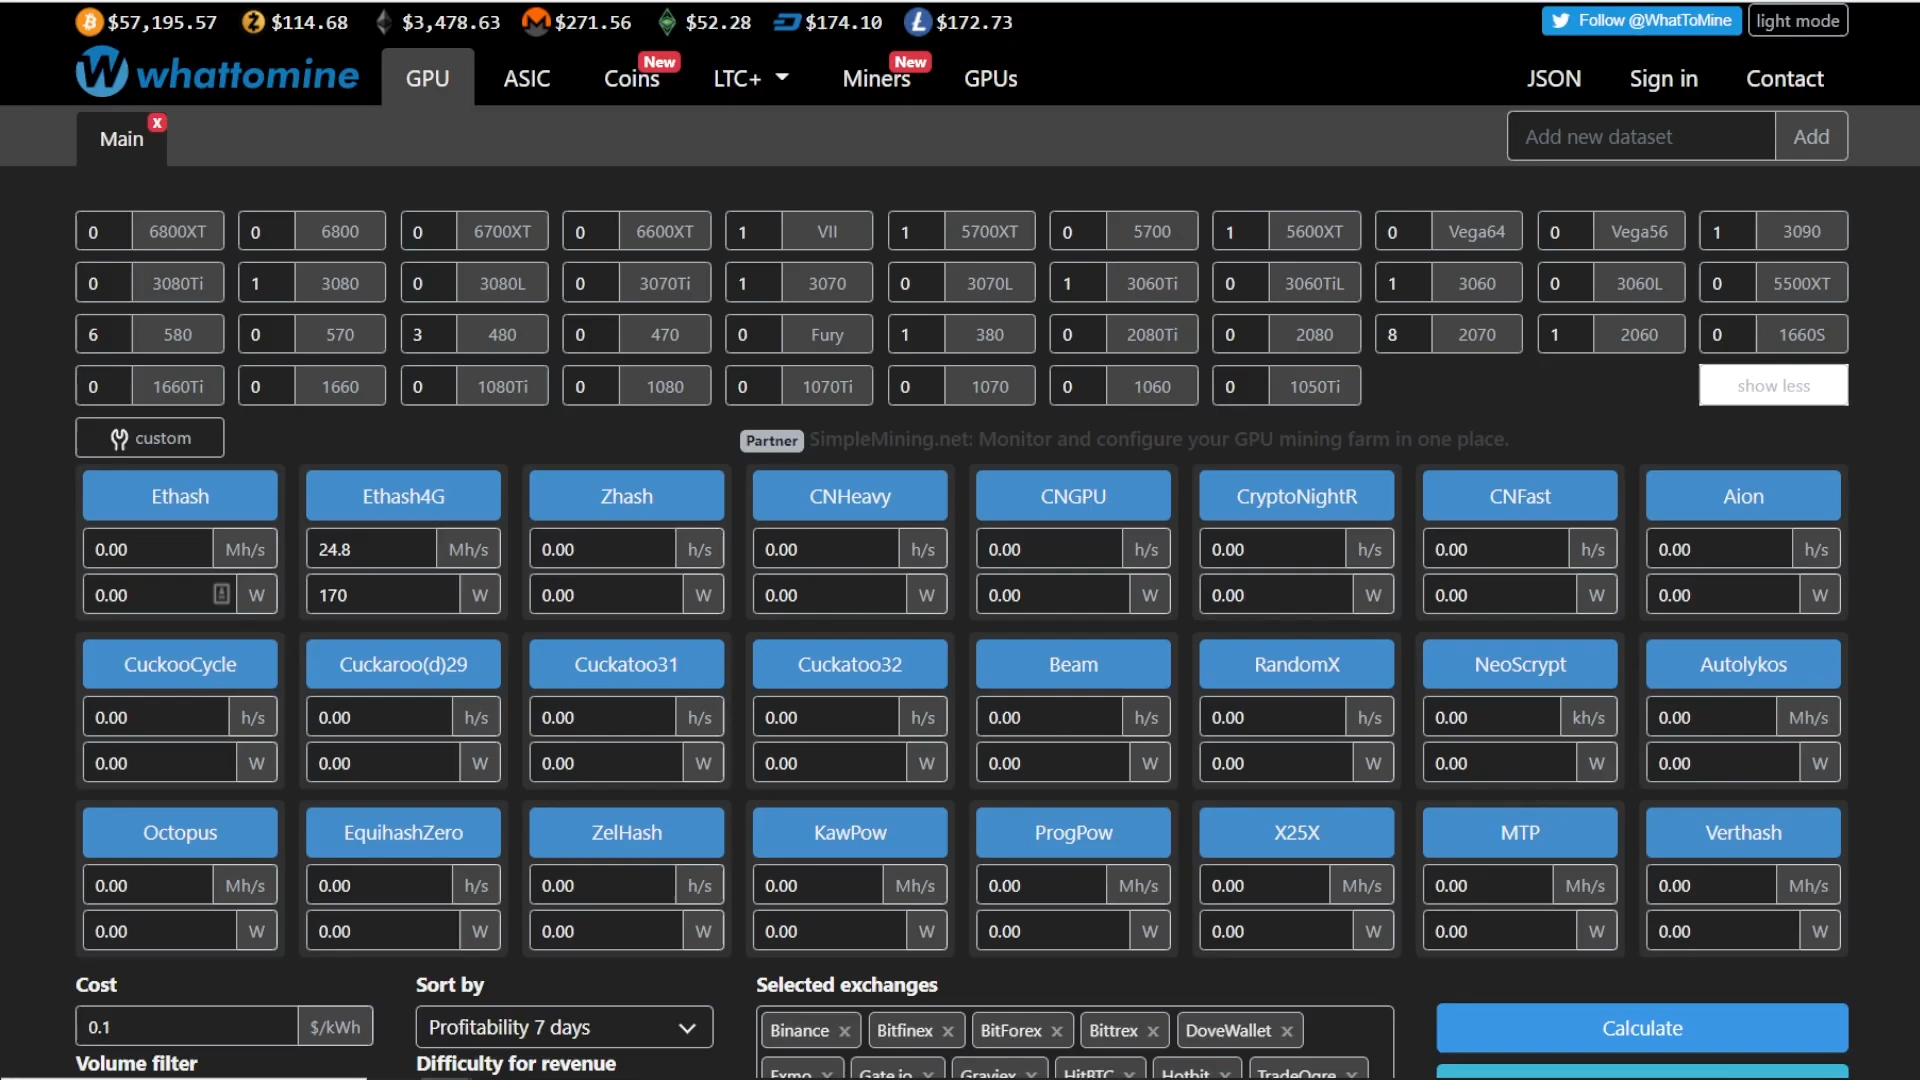 $57,195.57 $114.68 $3,478.63 $271.56 $52.28 $174.10 $172.73 Follow @WhatToMine light mode
whattomine GPU ASIC Coins New LTC+ Miners New GPUs JSON Sign in Contact
Main x Add new dataset Add
0 6800XT 0 6800 0 6700XT 0 6600XT 1 VII 1 5700XT 0 5700 1 5600XT 0 Vega64 0 Vega56 1 3090
0 3080Ti 1 3080 0 3080L 0 3070Ti 1 3070 0 3070L 1 3060Ti 0 3060TiL 1 3060 0 3060L 0 5500XT
6 580 0 570 3 480 0 470 0 Fury 1 380 0 2080Ti 0 2080 8 2070 1 2060 0 1660S
0 1660Ti 0 1660 0 1080Ti 0 1080 0 1070Ti 0 1070 0 1060 0 1050Ti show less
custom Partner SimpleMining.net: Monitor and configure your GPU mining farm in one place.
Ethash Ethash4G Zhash CNHeavy CNGPU CryptoNightR CNFast Aion
0.00 Mh/s 24.8 Mh/s 0.00 h/s 0.00 h/s 0.00 h/s 0.00 h/s 0.00 h/s 0.00 h/s
0.00 W 170 W 0.00 W 0.00 W 0.00 W 0.00 W 0.00 W 0.00 W
CuckooCycle Cuckaroo(d)29 Cuckatoo31 Cuckatoo32 Beam RandomX NeoScrypt Autolykos
0.00 h/s 0.00 h/s 0.00 h/s 0.00 h/s 0.00 h/s 0.00 h/s 0.00 kh/s 0.00 Mh/s
0.00 W 0.00 W 0.00 W 0.00 W 0.00 W 0.00 W 0.00 W 0.00 W
Octopus EquihashZero ZelHash KawPow ProgPow X25X MTP Verthash
0.00 Mh/s 0.00 h/s 0.00 h/s 0.00 Mh/s 0.00 Mh/s 0.00 Mh/s 0.00 Mh/s 0.00 Mh/s
0.00 W 0.00 W 0.00 W 0.00 W 0.00 W 0.00 W 0.00 W 0.00 W
Cost Sort by Selected exchanges
0.1 $/kWh Profitability 7 days Binance x Bitfinex x BitForex x Bittrex x DoveWallet x Calculate
Volume filter Difficulty for revenue Exmo x Gate.io x Graviex x HitBTC x Hotbit x TradeOgre x